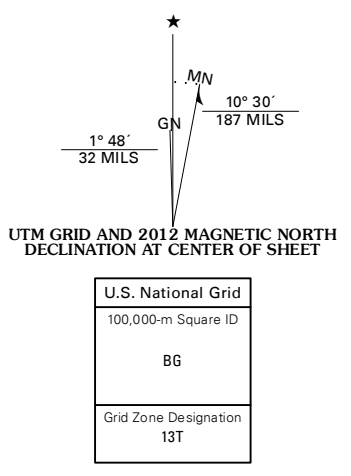 ★
MN
10° 30´
187 MILS
GN
1° 48´
32 MILS
UTM GRID AND 2012 MAGNETIC NORTH
DECLINATION AT CENTER OF SHEET
U.S. National Grid
100,000-m Square ID
BG
Grid Zone Designation
13T